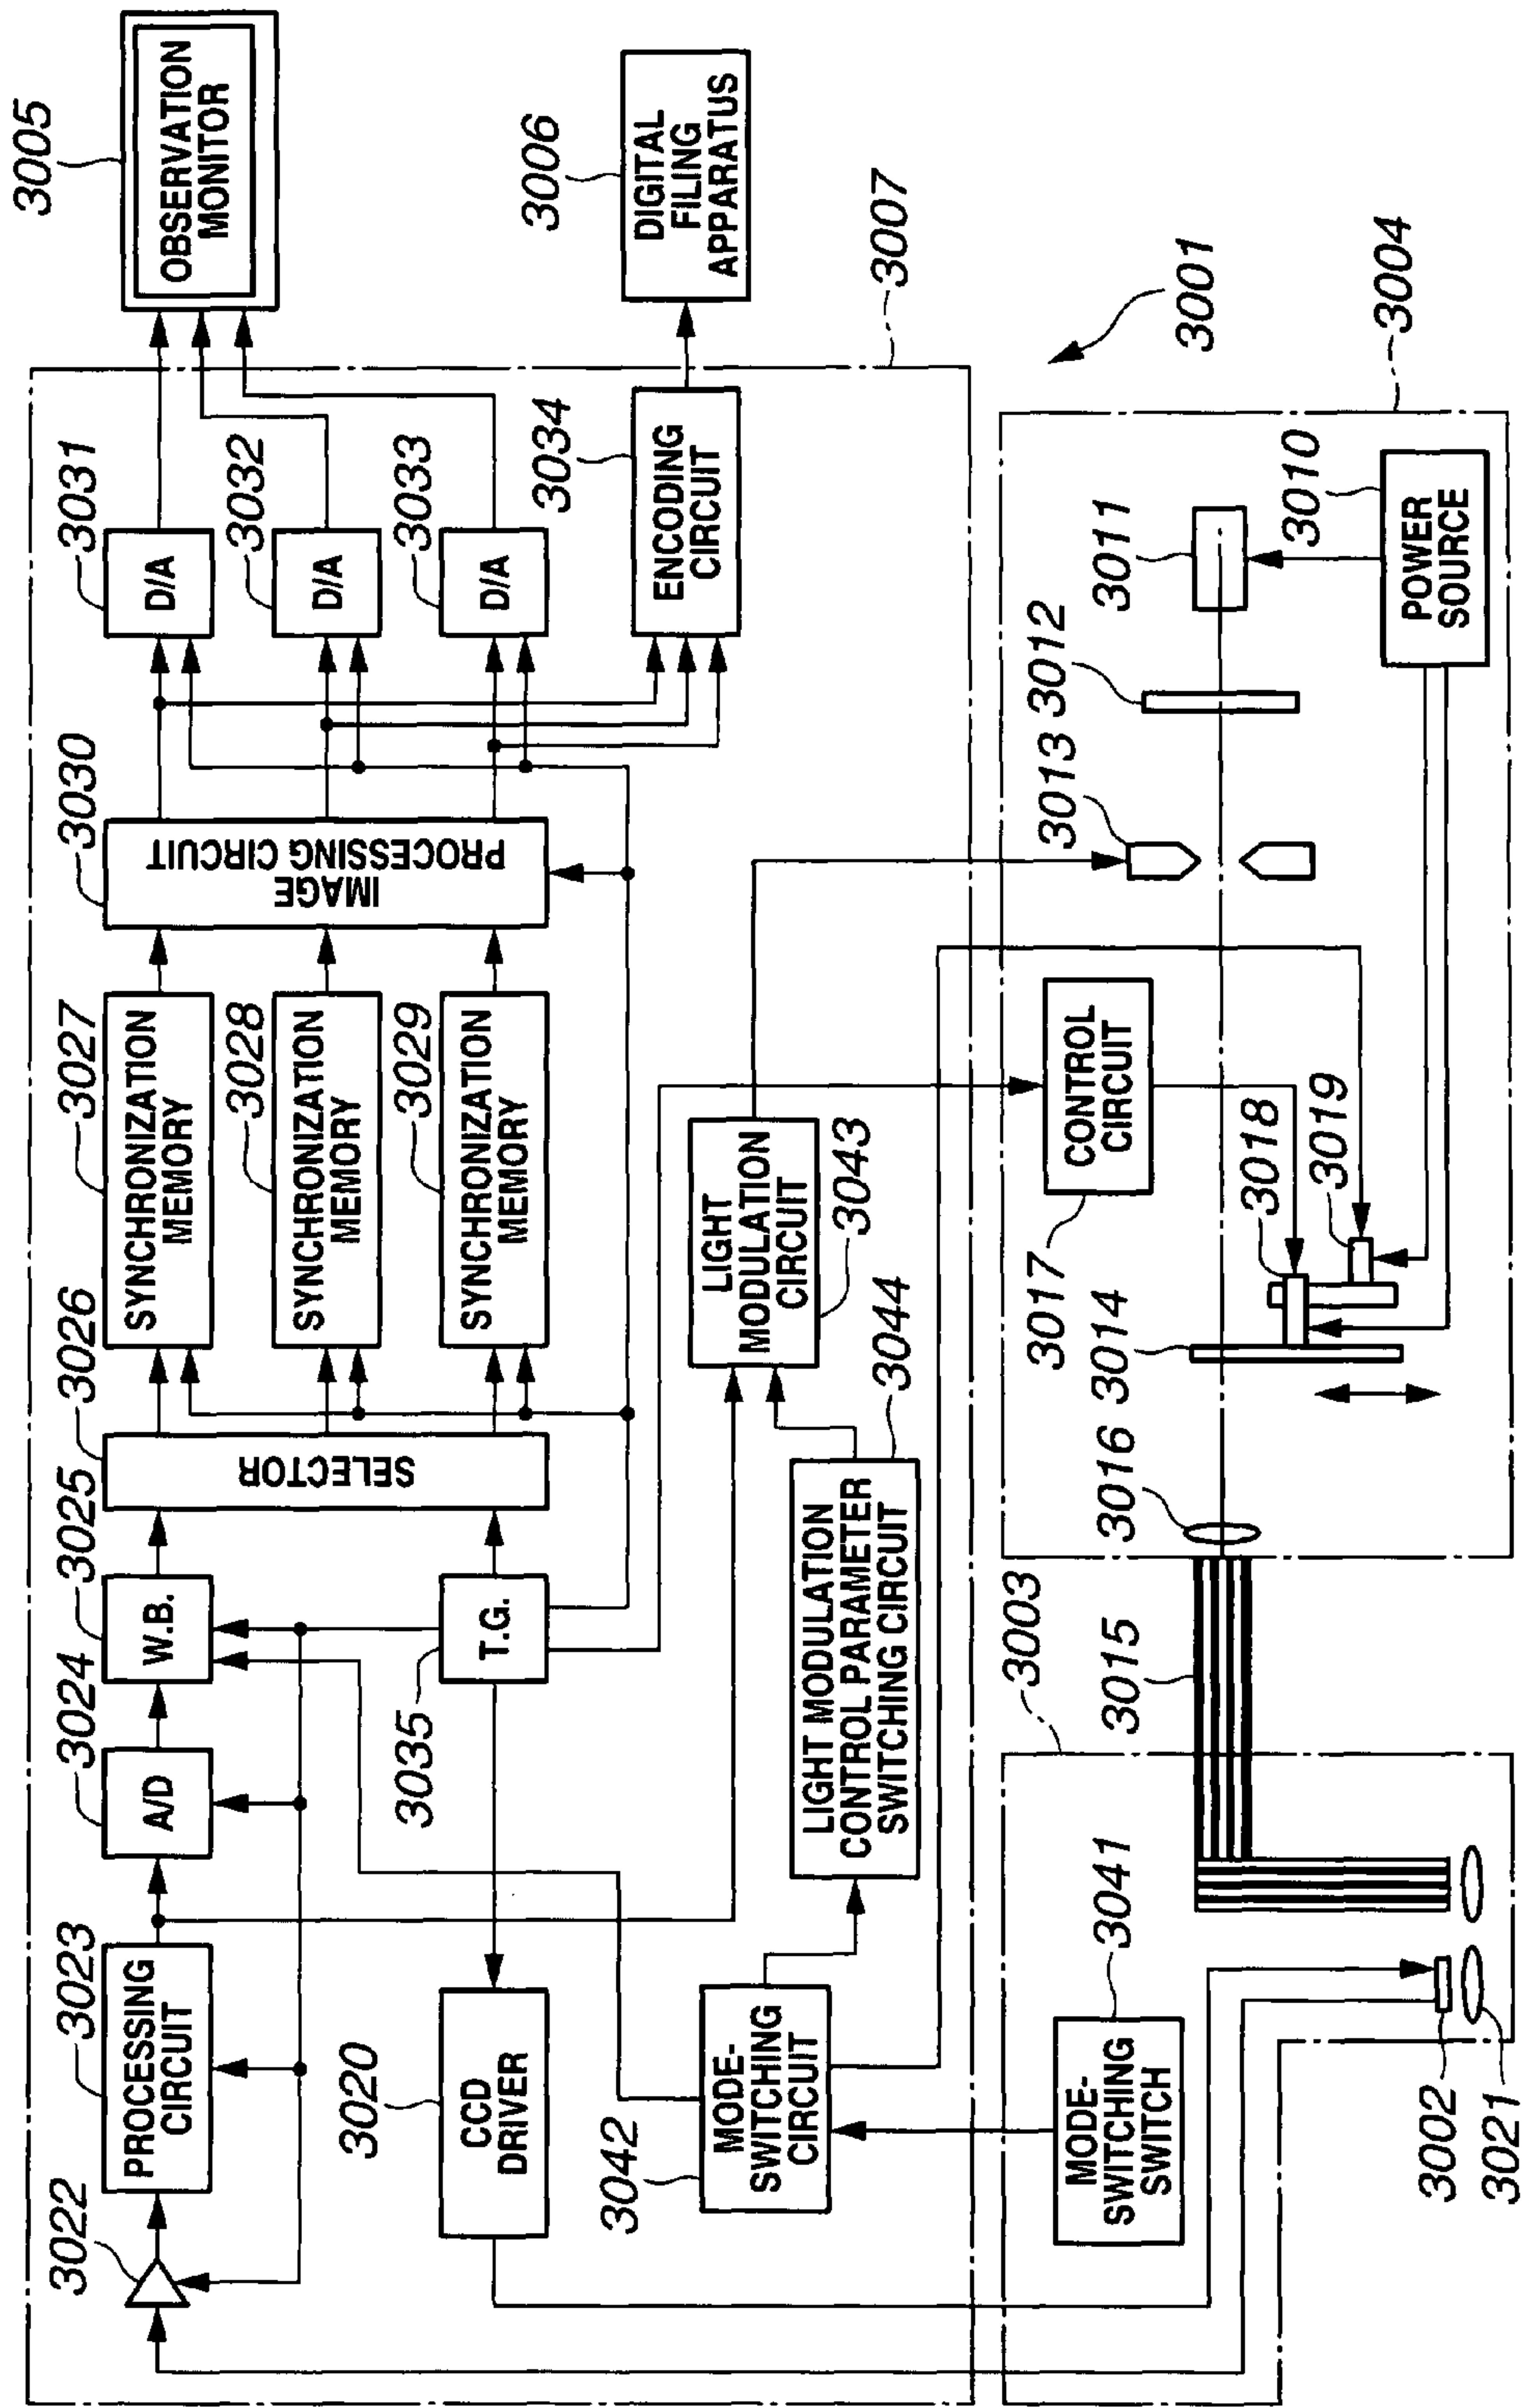 3005
OBSERVATION
MONITOR
3006
DIGITAL
FILING
APPARATUS
3007
3001
3004
3031
D/A
3032
D/A
3033
D/A
3034
ENCODING
CIRCUIT
3030
IMAGE
PROCESSING CIRCUIT
3027
SYNCHRONIZATION
MEMORY
3028
SYNCHRONIZATION
MEMORY
3029
SYNCHRONIZATION
MEMORY
3026
SELECTOR
3025
W.B.
3024
A/D
3023
PROCESSING
CIRCUIT
3022
3035
T.G.
3020
CCD
DRIVER
3043
LIGHT
MODULATION
CIRCUIT
3044
LIGHT MODULATION
CONTROL PARAMETER
SWITCHING CIRCUIT
3042
MODE-
SWITCHING
CIRCUIT
3010
POWER
SOURCE
3011
3012
3013
3017
CONTROL
CIRCUIT
3018
3019
3014
3016
3015
3003
3041
MODE-
SWITCHING
SWITCH
3002
3021